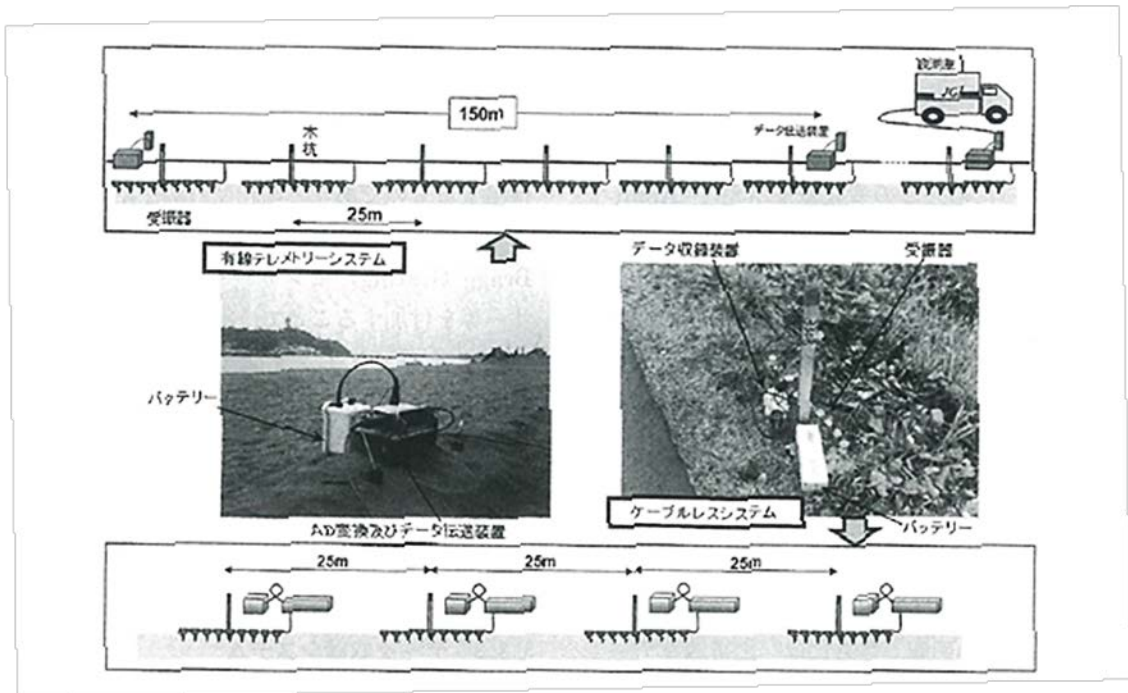 観測車
JGI
150m
木杭
データ伝送装置
受振器
25m
有線テレメトリーシステム
データ収録装置
受振器
バッテリー
AD変換及びデータ伝送装置
ケーブルレスシステム
バッテリー
25m
25m
25m